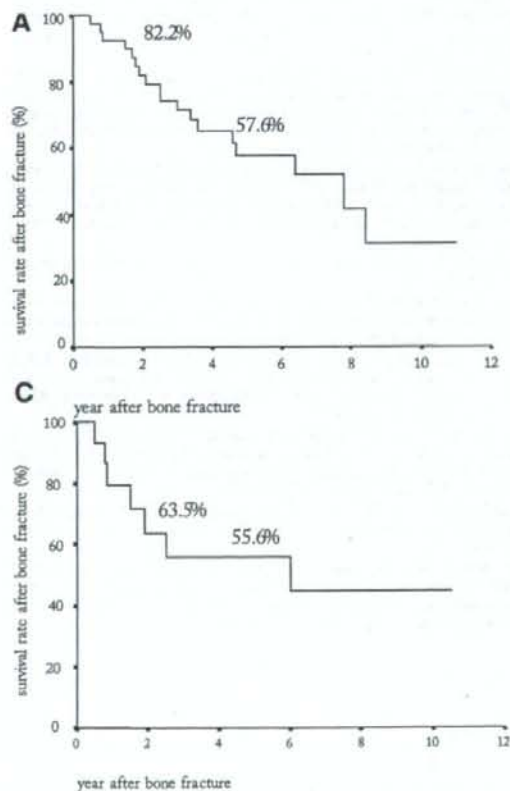 A
survival rate after bone fracture (%)
100
80
60
40
20
0
82.2%
57.6%
0 2 4 6 8 10 12
year after bone fracture
C
survival rate after bone fracture (%)
100
80
60
40
20
0
63.5%
55.6%
0 2 4 6 8 10 12
year after bone fracture